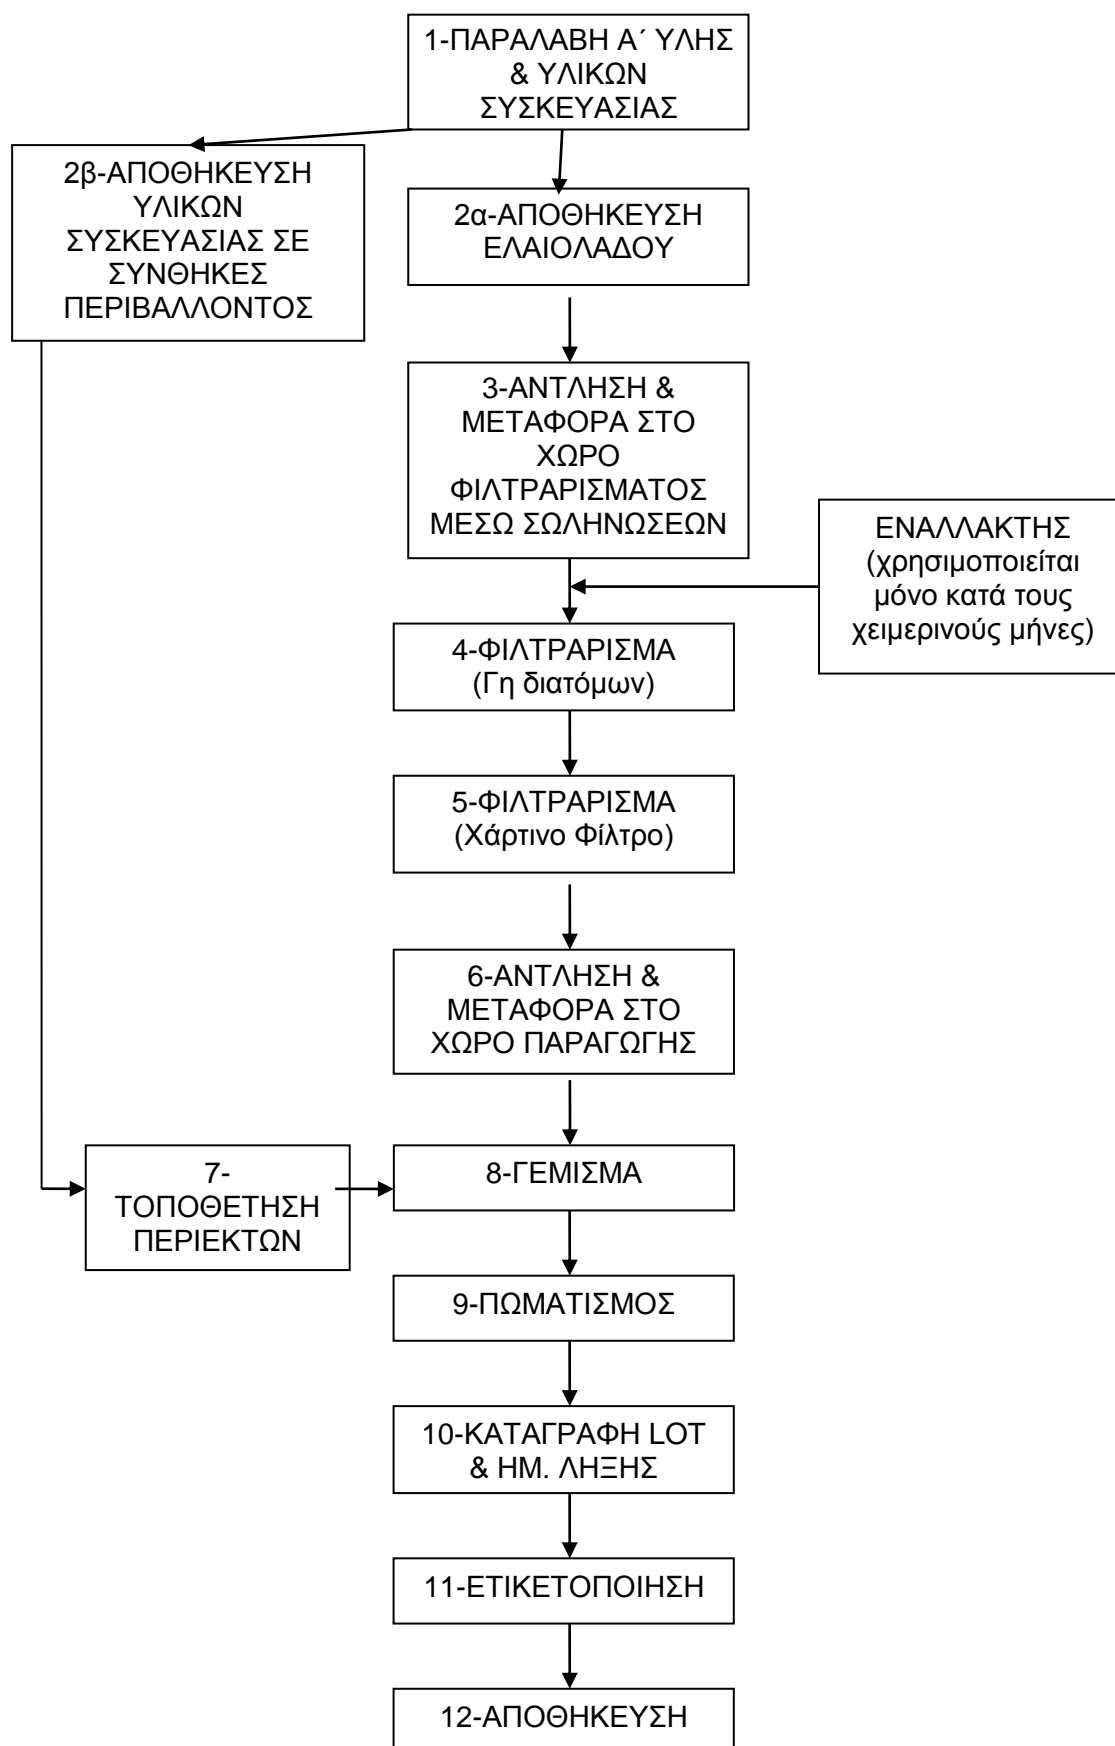 1-ΠΑΡΑΛΑΒΗ Α΄ ΥΛΗΣ
& ΥΛΙΚΩΝ
ΣΥΣΚΕΥΑΣΙΑΣ
2β-ΑΠΟΘΗΚΕΥΣΗ
ΥΛΙΚΩΝ
ΣΥΣΚΕΥΑΣΙΑΣ ΣΕ
ΣΥΝΘΗΚΕΣ
ΠΕΡΙΒΑΛΛΟΝΤΟΣ
2α-ΑΠΟΘΗΚΕΥΣΗ
ΕΛΑΙΟΛΑΔΟΥ
3-ΑΝΤΛΗΣΗ &
ΜΕΤΑΦΟΡΑ ΣΤΟ
ΧΩΡΟ
ΦΙΛΤΡΑΡΙΣΜΑΤΟΣ
ΜΕΣΩ ΣΩΛΗΝΩΣΕΩΝ
ΕΝΑΛΛΑΚΤΗΣ
(χρησιμοποιείται
μόνο κατά τους
χειμερινούς μήνες)
4-ΦΙΛΤΡΑΡΙΣΜΑ
(Γη διατόμων)
5-ΦΙΛΤΡΑΡΙΣΜΑ
(Χάρτινο Φίλτρο)
6-ΑΝΤΛΗΣΗ &
ΜΕΤΑΦΟΡΑ ΣΤΟ
ΧΩΡΟ ΠΑΡΑΓΩΓΗΣ
7-
ΤΟΠΟΘΕΤΗΣΗ
ΠΕΡΙΕΚΤΩΝ
8-ΓΕΜΙΣΜΑ
9-ΠΩΜΑΤΙΣΜΟΣ
10-ΚΑΤΑΓΡΑΦΗ LOT
& ΗΜ. ΛΗΞΗΣ
11-ΕΤΙΚΕΤΟΠΟΙΗΣΗ
12-ΑΠΟΘΗΚΕΥΣΗ